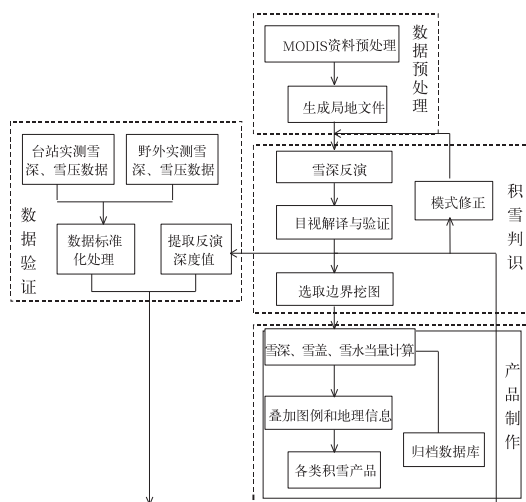 MODIS资料预处理
生成局地文件
数据预处理
台站实测雪
深、雪压数据
野外实测雪
深、雪压数据
数据标准
化处理
提取反演
深度值
数据验证
雪深反演
目视解译与验证
选取边界挖图
模式修正
积雪判识
雪深、雪盖、雪水当量计算
叠加图例和地理信息
各类积雪产品
归档数据库
产品制作